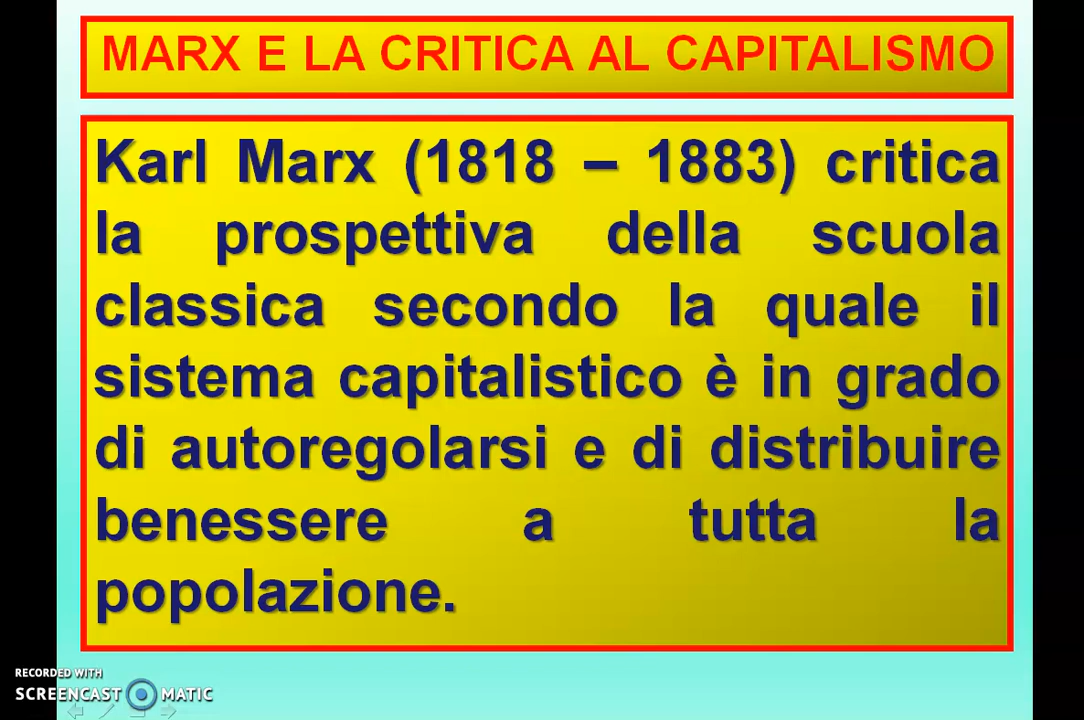 MARX E LA CRITICA AL CAPITALISMO
Karl Marx (1818 – 1883) critica
la prospettiva della scuola
classica secondo la quale il
sistema capitalistico è in grado
di autoregolarsi e di distribuire
benessere a tutta la
popolazione.
RECORDED WITH
SCREENCAST MATIC